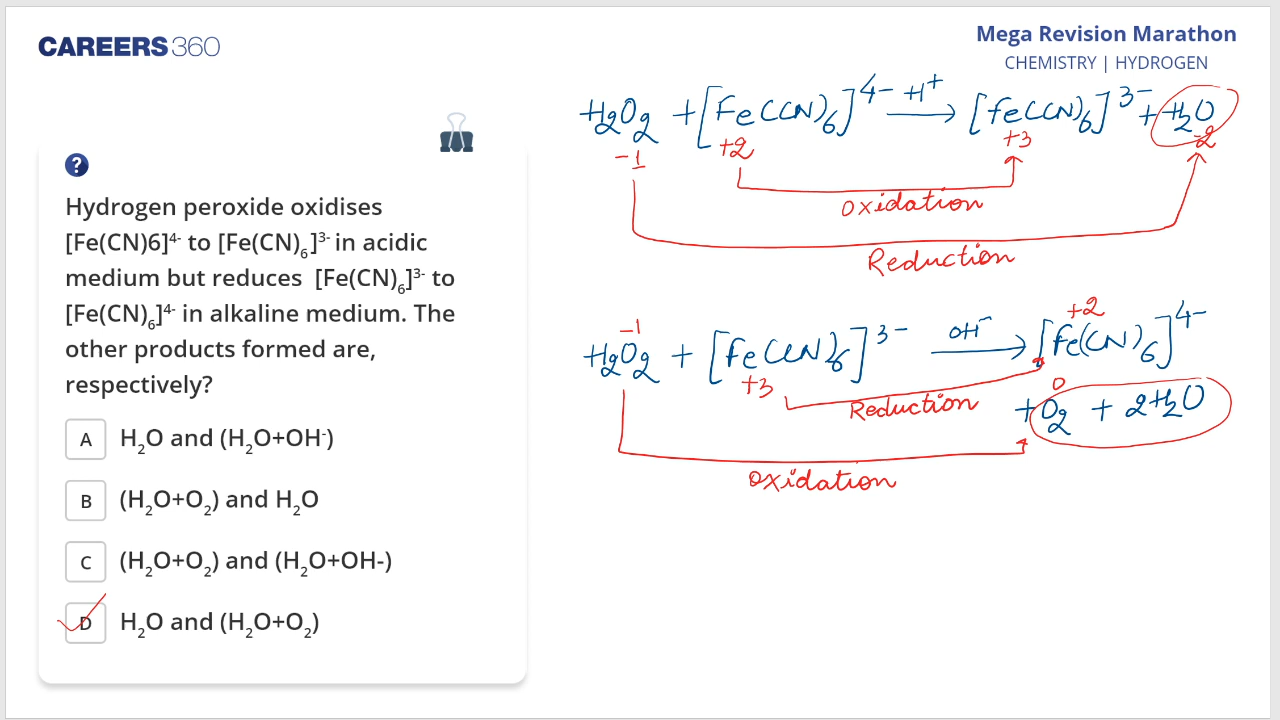 CAREERS360
Mega Revision Marathon
CHEMISTRY | HYDROGEN
?
Hydrogen peroxide oxidises
[Fe(CN)6]⁴⁻ to [Fe(CN)₆]³⁻ in acidic
medium but reduces [Fe(CN)₆]³⁻ to
[Fe(CN)₆]⁴⁻ in alkaline medium. The
other products formed are,
respectively?
A H₂O and (H₂O+OH⁻)
B (H₂O+O₂) and H₂O
C (H₂O+O₂) and (H₂O+OH-)
D H₂O and (H₂O+O₂)
H₂O₂ + [Fe(CN)₆]⁴⁻ H⁺ → [Fe(CN)₆]³⁻ + H₂O
-1 +2 +3 -2
Oxidation
Reduction
-1 +2
H₂O₂ + [Fe(CN)₆]³⁻ OH⁻ → [Fe(CN)₆]⁴⁻
+3 0
Reduction + O₂ + 2H₂O
Oxidation